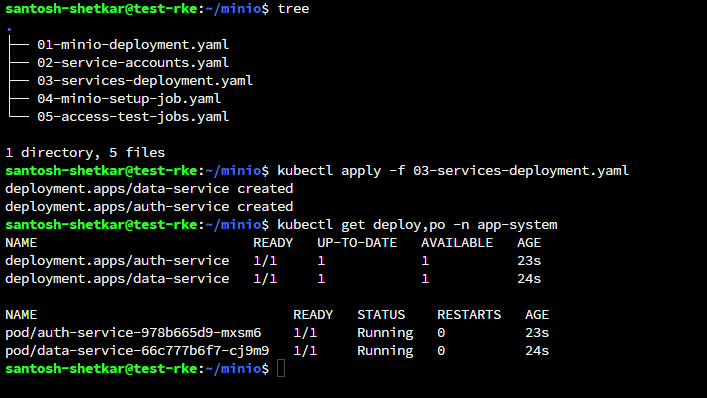 santosh-shetkar@test-rke:~/minio$ tree
.
├── 01-minio-deployment.yaml
├── 02-service-accounts.yaml
├── 03-services-deployment.yaml
├── 04-minio-setup-job.yaml
└── 05-access-test-jobs.yaml

1 directory, 5 files
santosh-shetkar@test-rke:~/minio$ kubectl apply -f 03-services-deployment.yaml
deployment.apps/data-service created
deployment.apps/auth-service created
santosh-shetkar@test-rke:~/minio$ kubectl get deploy,po -n app-system
NAME                           READY   UP-TO-DATE   AVAILABLE   AGE
deployment.apps/auth-service   1/1     1            1           23s
deployment.apps/data-service   1/1     1            1           24s

NAME                                READY   STATUS    RESTARTS   AGE
pod/auth-service-978b665d9-mxsm6    1/1     Running   0          23s
pod/data-service-66c777b6f7-cj9m9   1/1     Running   0          24s
santosh-shetkar@test-rke:~/minio$